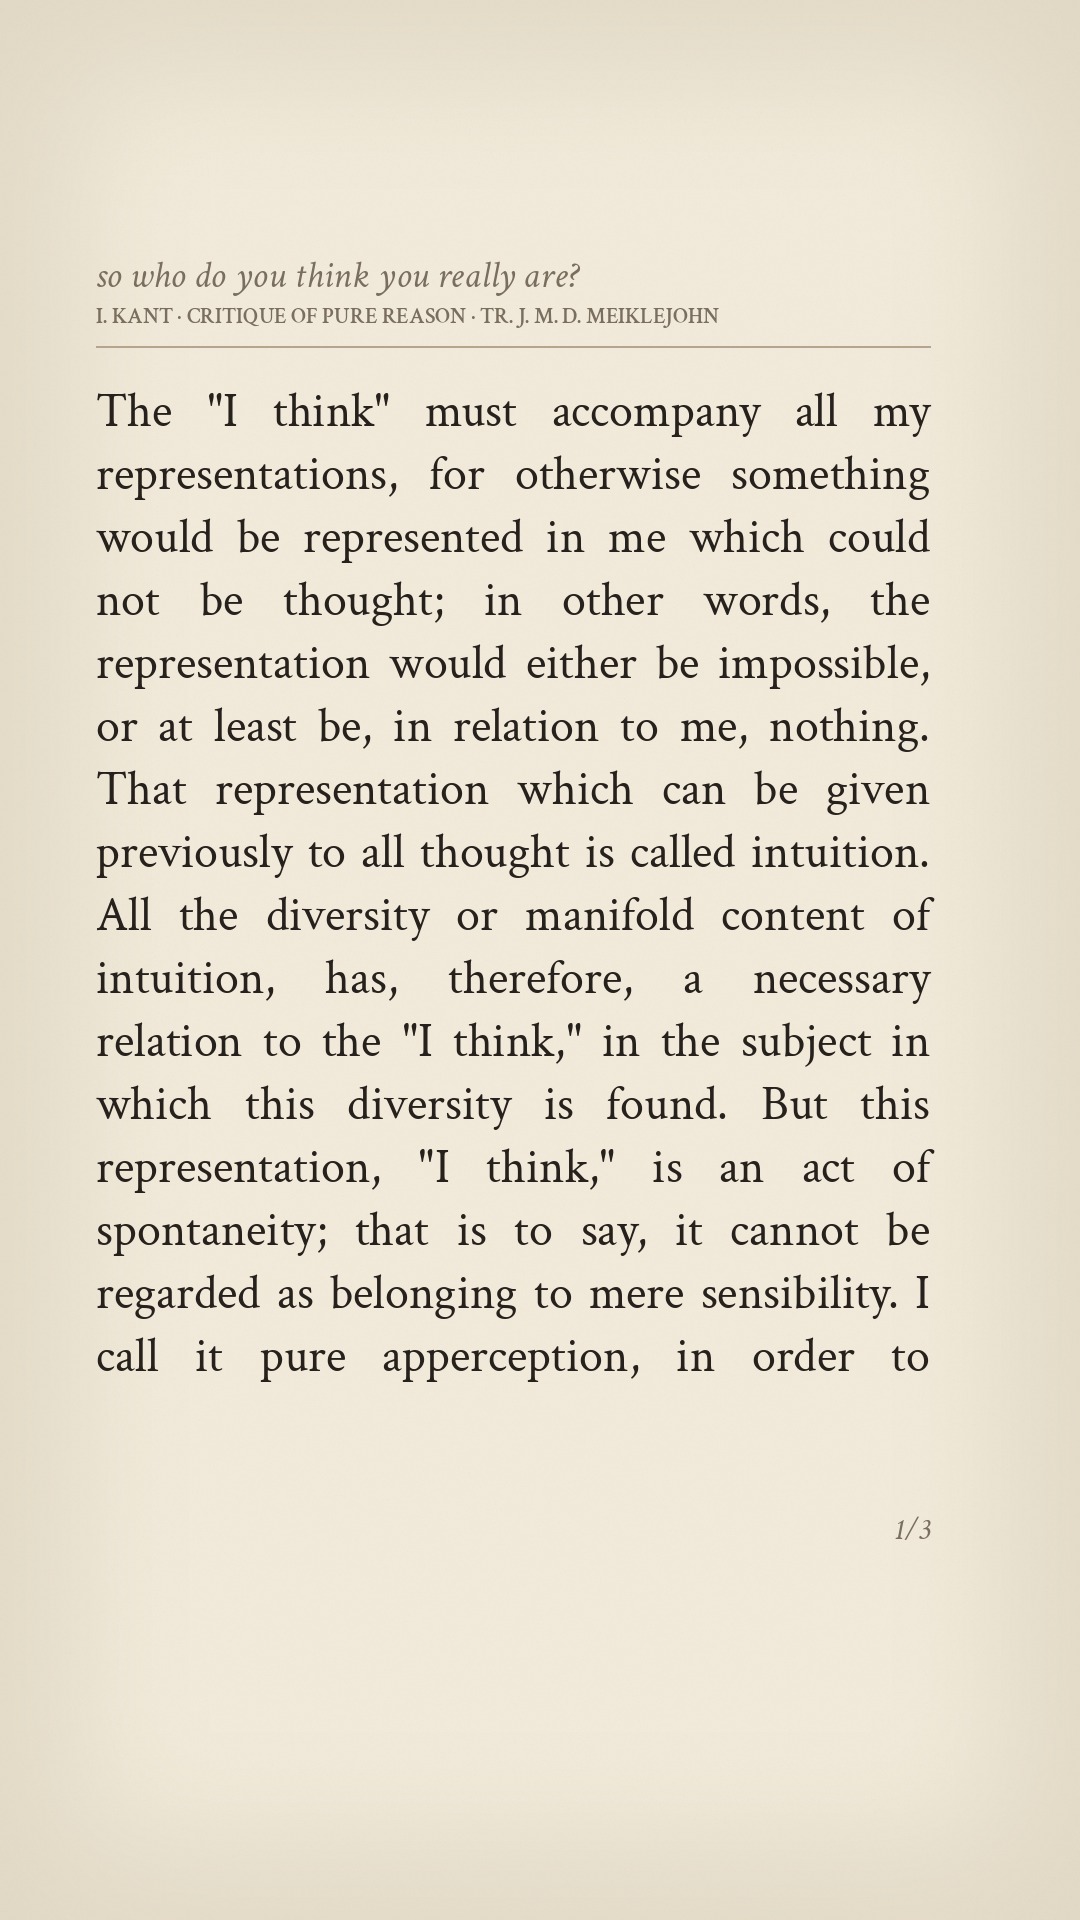 so who do you think you really are?
I. KANT · CRITIQUE OF PURE REASON · TR. J. M. D. MEIKLEJOHN
The "I think" must accompany all my
representations, for otherwise something
would be represented in me which could
not be thought; in other words, the
representation would either be impossible,
or at least be, in relation to me, nothing.
That representation which can be given
previously to all thought is called intuition.
All the diversity or manifold content of
intuition, has, therefore, a necessary
relation to the "I think," in the subject in
which this diversity is found. But this
representation, "I think," is an act of
spontaneity; that is to say, it cannot be
regarded as belonging to mere sensibility. I
call it pure apperception, in order to
1/3